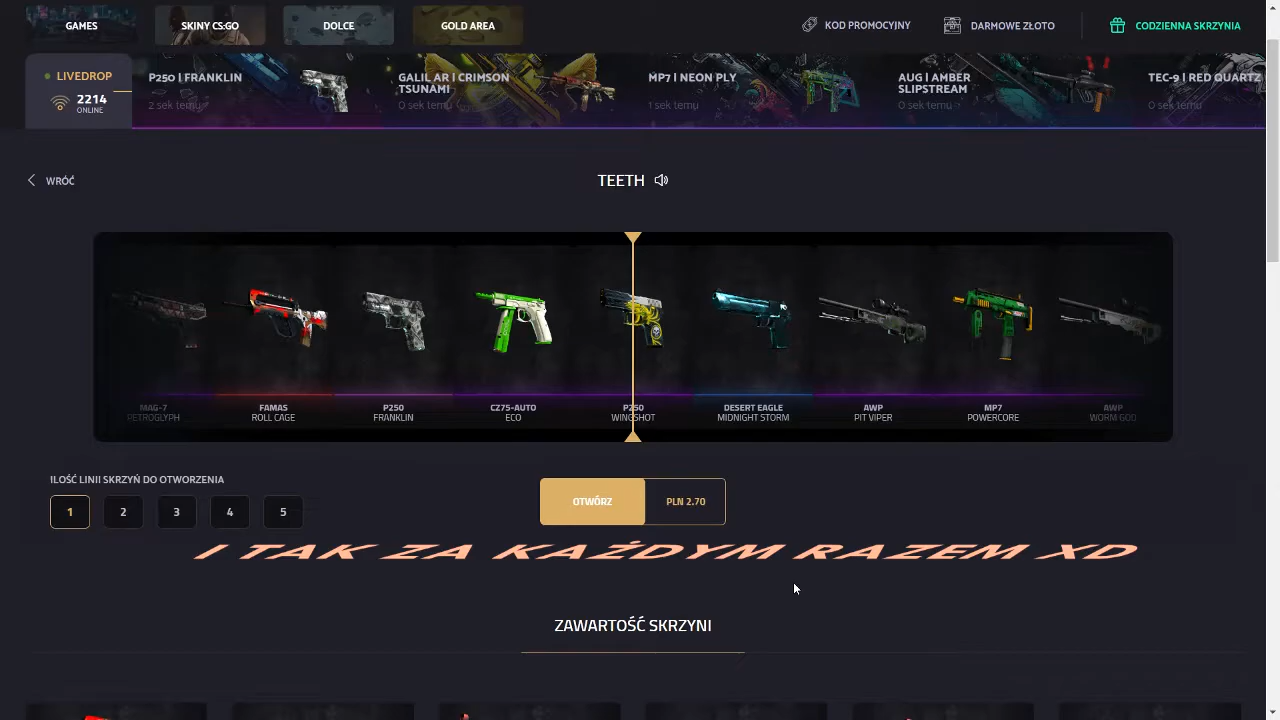 GAMES
SKINY CS:GO
DOLCE
GOLD AREA
KOD PROMOCYJNY
DARMOWE ZŁOTO
CODZIENNA SKRZYNIA
LIVEDROP
2214
ONLINE
P250 | FRANKLIN
2 sek temu
GALIL AR | CRIMSON
TSUNAMI
0 sek temu
MP7 | NEON PLY
1 sek temu
AUG | AMBER
SLIPSTREAM
0 sek temu
TEC-9 | RED QUARTZ
0 sek temu
WRÓĆ
TEETH
MAG-7
PETROGLYPH
FAMAS
ROLL CAGE
P250
FRANKLIN
CZ75-AUTO
ECO
P250
WINGSHOT
DESERT EAGLE
MIDNIGHT STORM
AWP
PIT VIPER
MP7
POWERCORE
AWP
WORM GOD
ILOŚĆ LINII SKRZYŃ DO OTWORZENIA
1 2 3 4 5
OTWÓRZ
PLN 2.70
I TAK ZA KAŻDYM RAZEM XD
ZAWARTOŚĆ SKRZYNI